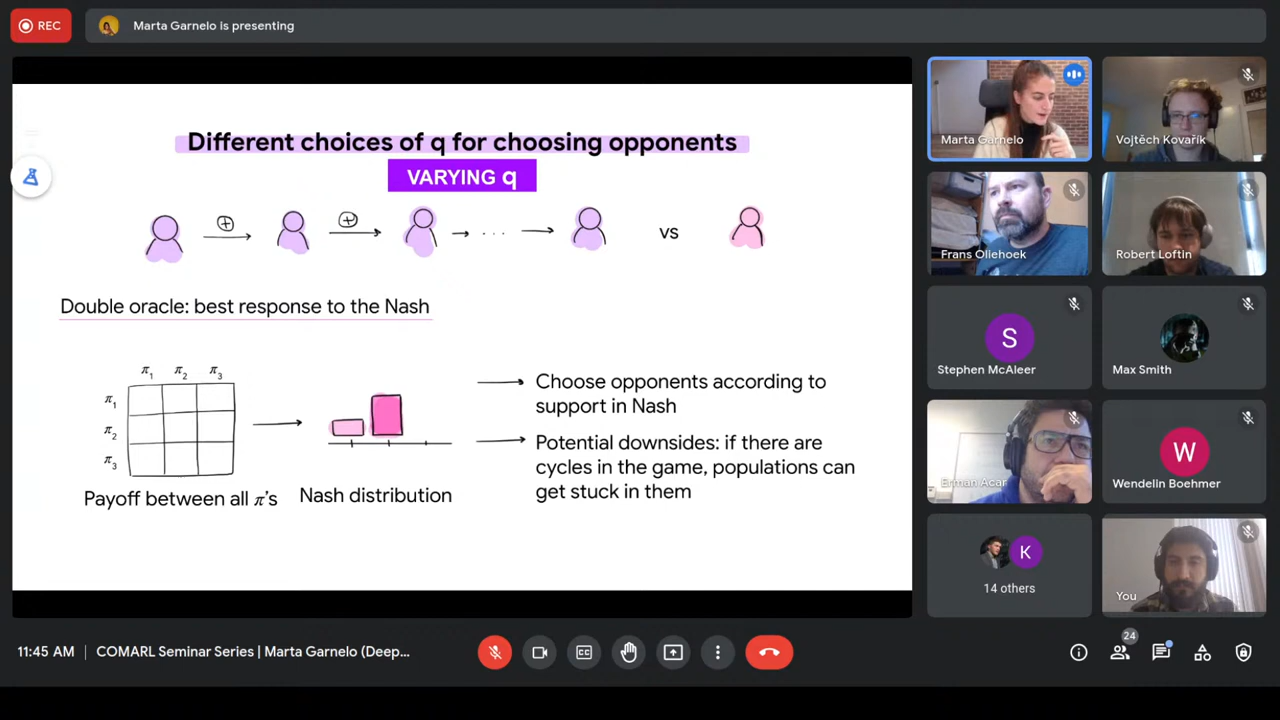 REC
Marta Garnelo is presenting
Different choices of q for choosing opponents
VARYING q
+
+
...
vs
Double oracle: best response to the Nash
π1 π2 π3
π1
π2
π3
Payoff between all π's
Nash distribution
Choose opponents according to
support in Nash
Potential downsides: if there are
cycles in the game, populations can
get stuck in them
Marta Garnelo
Vojtěch Kovařík
Frans Oliehoek
Robert Loftin
S
Stephen McAleer
Max Smith
Erman Acar
W
Wendelin Boehmer
K
14 others
You
11:45 AM
COMARL Seminar Series | Marta Garnelo (Deep...
24